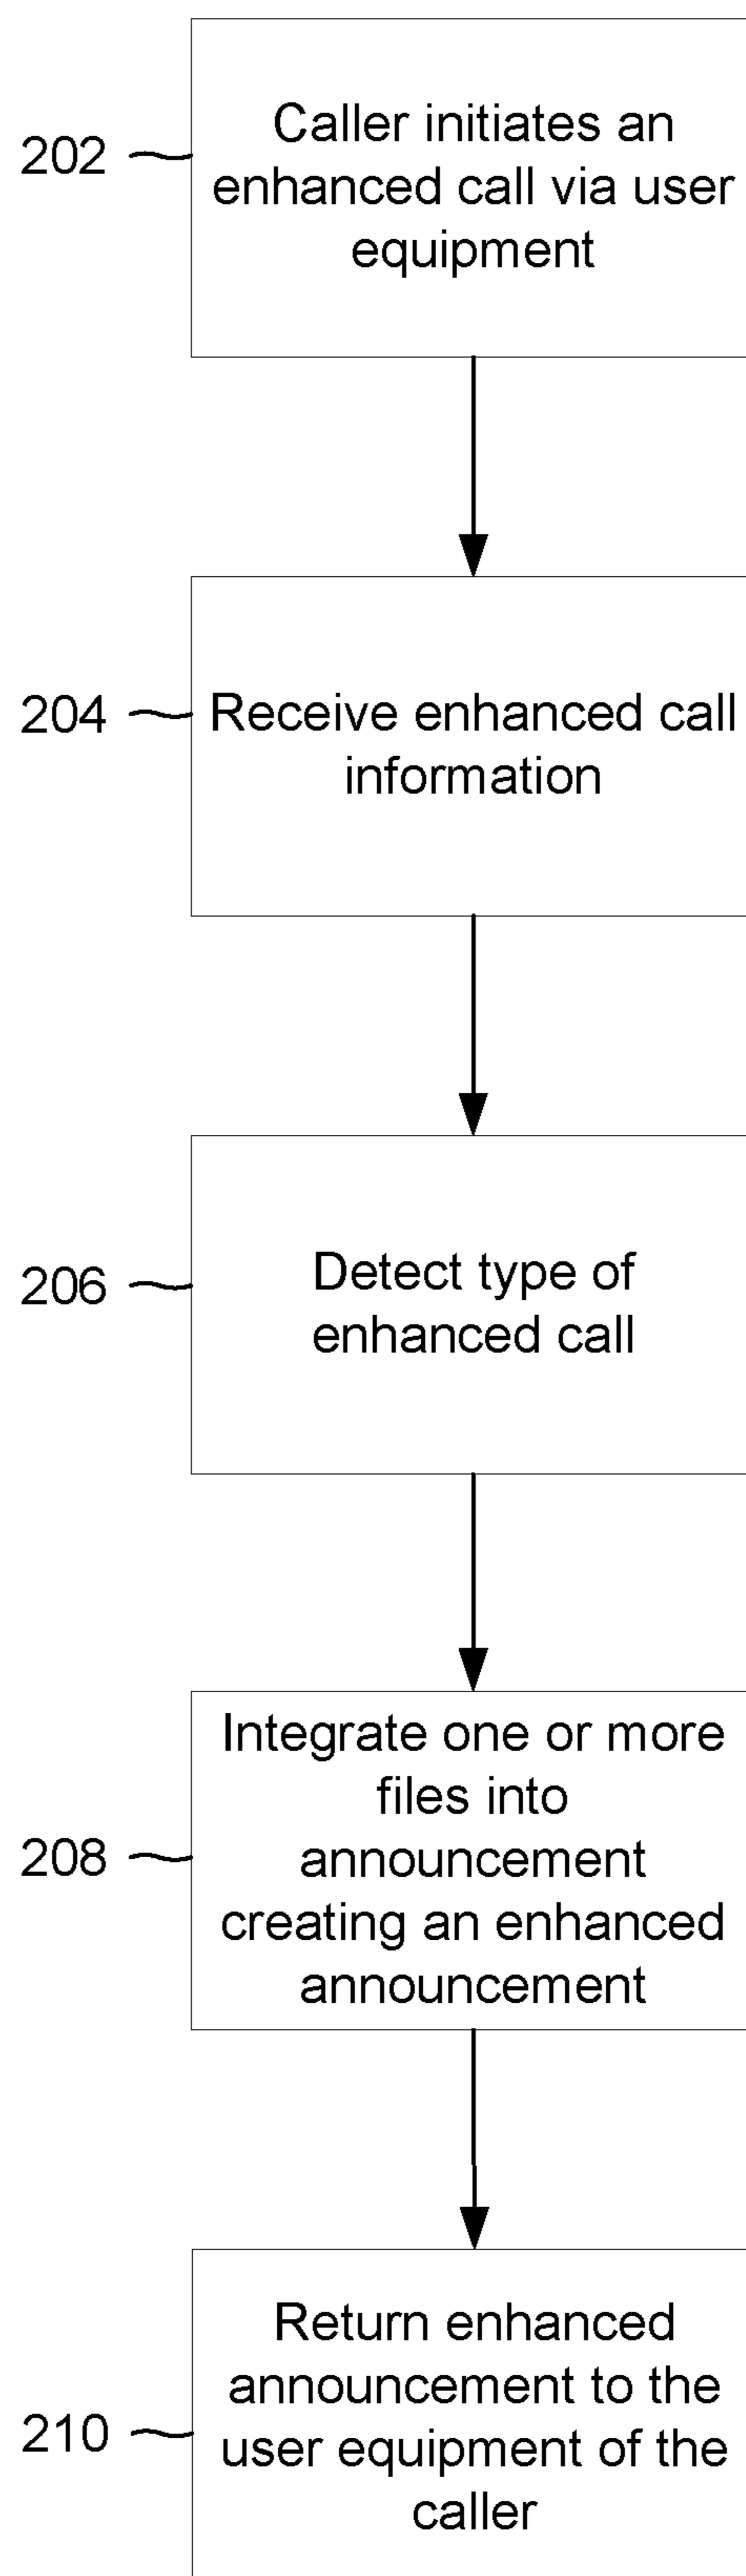 202
Caller initiates an
enhanced call via user
equipment
204
Receive enhanced call
information
206
Detect type of
enhanced call
208
Integrate one or more
files into
announcement
creating an enhanced
announcement
210
Return enhanced
announcement to the
user equipment of the
caller